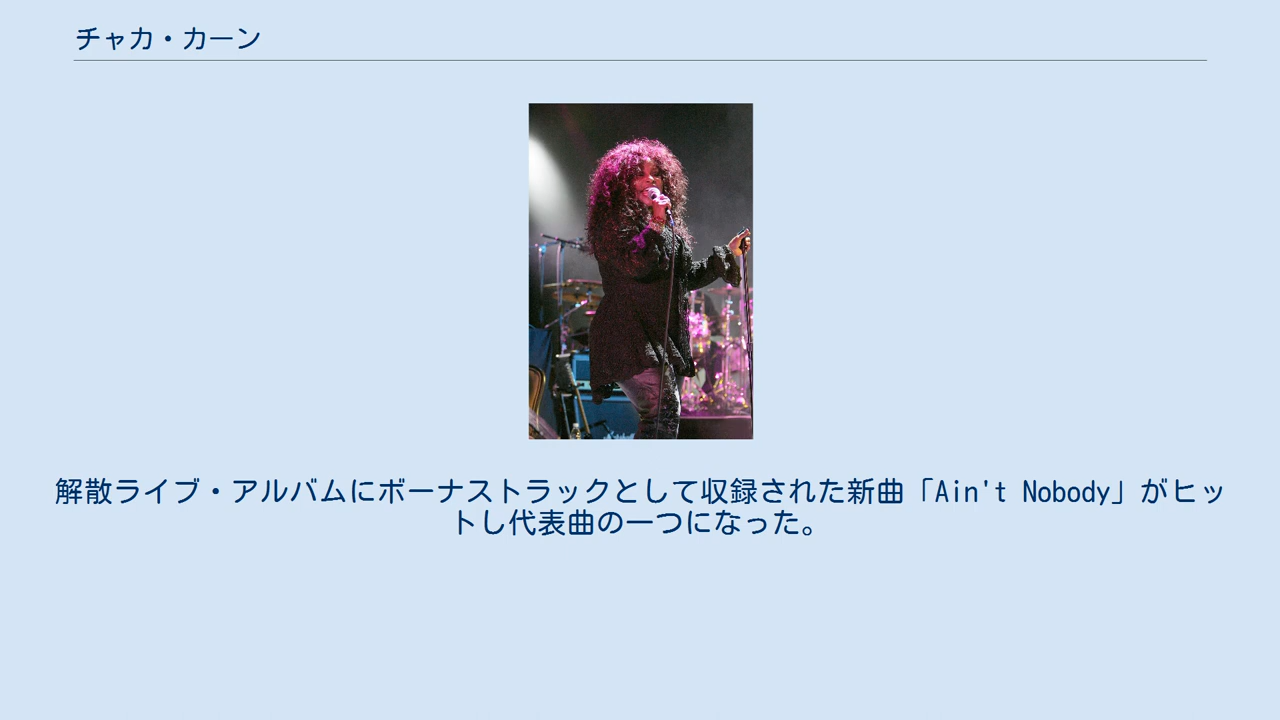 チャカ・カーン
解散ライブ・アルバムにボーナストラックとして収録された新曲「Ain't Nobody」がヒッ
トし代表曲の一つになった。